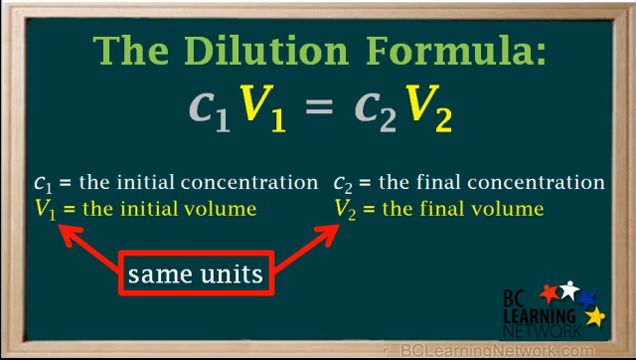 The Dilution Formula:
c₁V₁ = c₂V₂
c₁ = the initial concentration
V₁ = the initial volume
c₂ = the final concentration
V₂ = the final volume
same units
BC
LEARNING
NETWORK
BCLearningNetwork.com